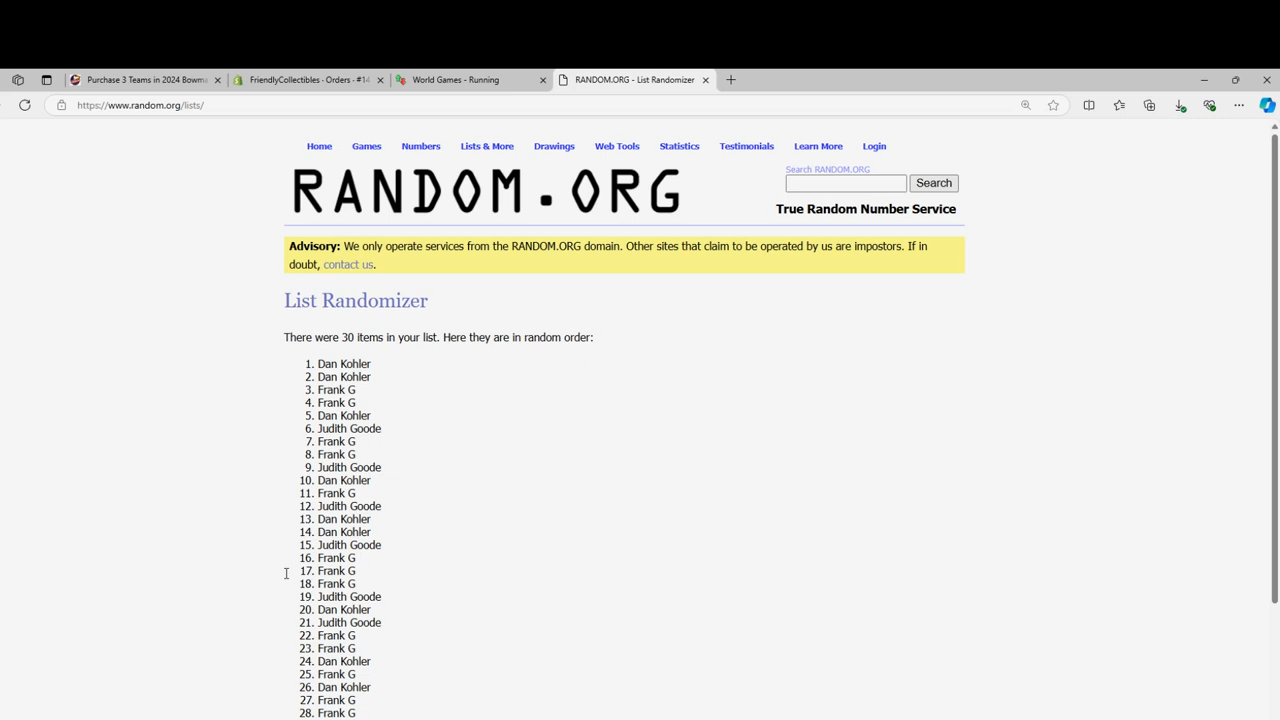 Purchase 3 Teams in 2024 Bowma
FriendlyCollectibles · Orders · #14
World Games - Running
RANDOM.ORG - List Randomizer
https://www.random.org/lists/
Home Games Numbers Lists & More Drawings Web Tools Statistics Testimonials Learn More Login
RANDOM.ORG
Search RANDOM.ORG
Search
True Random Number Service
Advisory: We only operate services from the RANDOM.ORG domain. Other sites that claim to be operated by us are impostors. If in
doubt, contact us.
List Randomizer
There were 30 items in your list. Here they are in random order:
1. Dan Kohler
2. Dan Kohler
3. Frank G
4. Frank G
5. Dan Kohler
6. Judith Goode
7. Frank G
8. Frank G
9. Judith Goode
10. Dan Kohler
11. Frank G
12. Judith Goode
13. Dan Kohler
14. Dan Kohler
15. Judith Goode
16. Frank G
17. Frank G
18. Frank G
19. Judith Goode
20. Dan Kohler
21. Judith Goode
22. Frank G
23. Frank G
24. Dan Kohler
25. Frank G
26. Dan Kohler
27. Frank G
28. Frank G